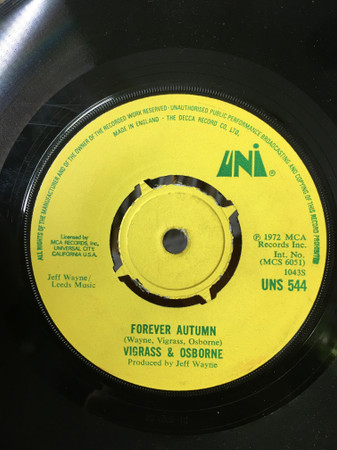 ALL RIGHTS OF THE MANUFACTURER AND OF THE OWNER OF THE RECORDED WORK RESERVED · UNAUTHORISED PUBLIC PERFORMANCE BROADCASTING AND COPYING OF THIS RECORD PROHIBITED
MADE IN ENGLAND · THE DECCA RECORD CO. LTD.
UNI ®
Licensed by
MCA RECORDS, Inc.,
UNIVERSAL CITY,
CALIFORNIA U.S.A.
Jeff Wayne/
Leeds Music
℗ 1972 MCA
Records Inc.
Int. No.
(MCS 6051)
1043S
UNS 544
FOREVER AUTUMN
(Wayne, Vigrass, Osborne)
VIGRASS & OSBORNE
Produced by Jeff Wayne